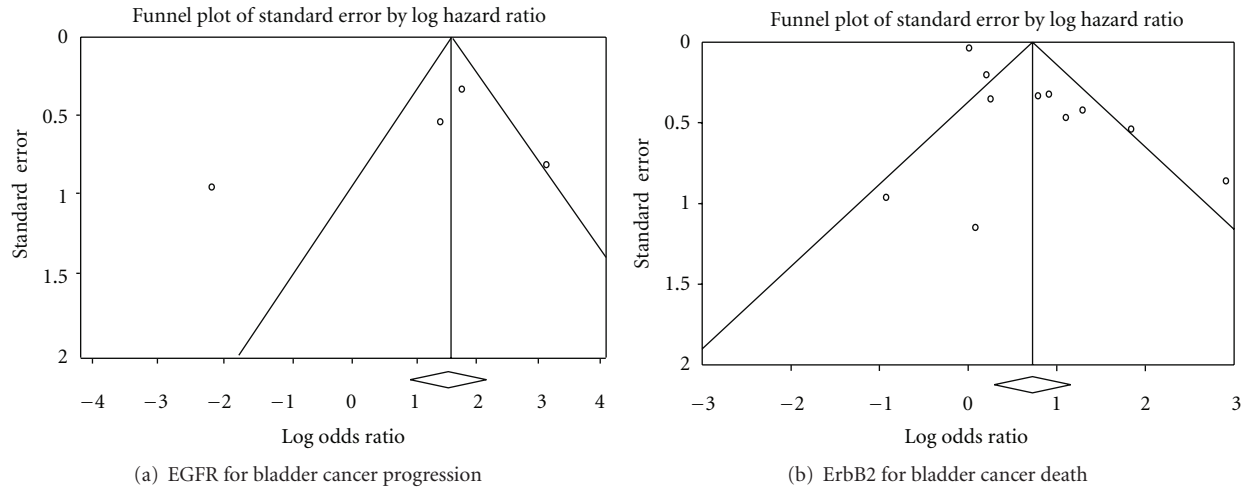 Funnel plot of standard error by log hazard ratio
0
0.5
1
1.5
2
Standard error
−4 −3 −2 −1 0 1 2 3 4
Log odds ratio
(a) EGFR for bladder cancer progression
Funnel plot of standard error by log hazard ratio
0
0.5
1
1.5
2
Standard error
−3 −2 −1 0 1 2 3
Log odds ratio
(b) ErbB2 for bladder cancer death